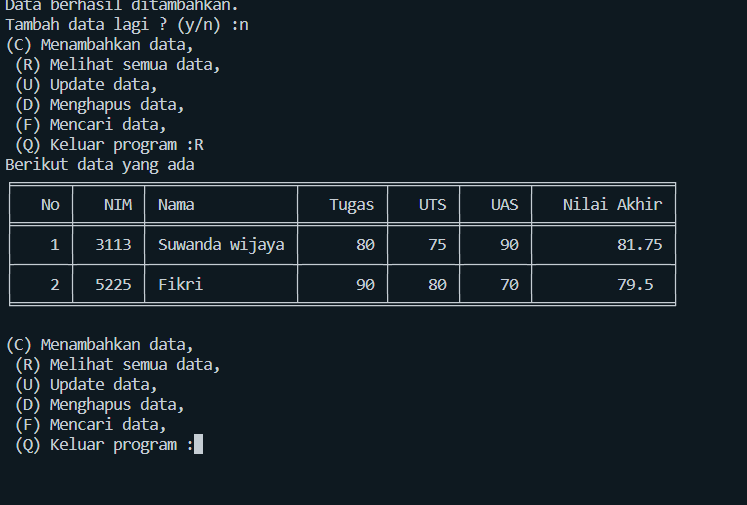 Data berhasil ditambahkan.
Tambah data lagi ? (y/n) :n
(C) Menambahkan data,
(R) Melihat semua data,
(U) Update data,
(D) Menghapus data,
(F) Mencari data,
(Q) Keluar program :R
Berikut data yang ada
No NIM Nama Tugas UTS UAS Nilai Akhir
1 3113 Suwanda wijaya 80 75 90 81.75
2 5225 Fikri 90 80 70 79.5
(C) Menambahkan data,
(R) Melihat semua data,
(U) Update data,
(D) Menghapus data,
(F) Mencari data,
(Q) Keluar program :